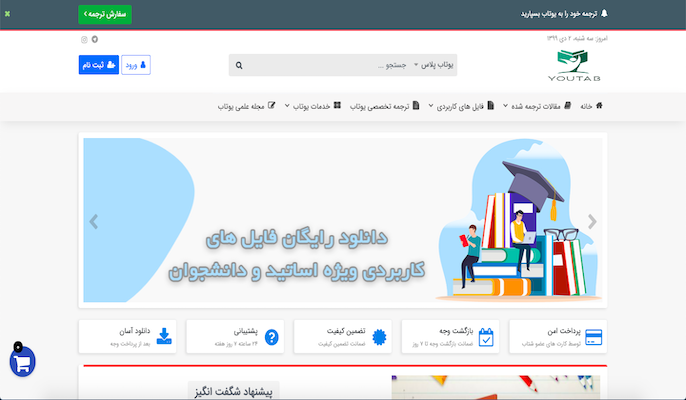 ترجمه خود را به یوتاب بسپارید
سفارش ترجمه
امروز: سه شنبه، ۲ دی ۱۳۹۹
YOUTAB
یوتاب پلاس
جستجو ...
ورود
ثبت نام
خانه
مقالات ترجمه شده
فایل های کاربردی
ترجمه تخصصی یوتاب
خدمات یوتاب
مجله علمی یوتاب
دانلود رایگان فایل های
کاربردی ویژه اساتید و دانشجوان
پرداخت امن
توسط کارت های عضو شتاب
بازگشت وجه
ضمانت بازگشت وجه تا ۷ روز
تضمین کیفیت
ضمانت تضمین کیفیت
پشتیبانی
۲۴ ساعته ۷ روز هفته
دانلود آسان
بعد از پرداخت وجه
0
پیشنهاد شگفت انگیز